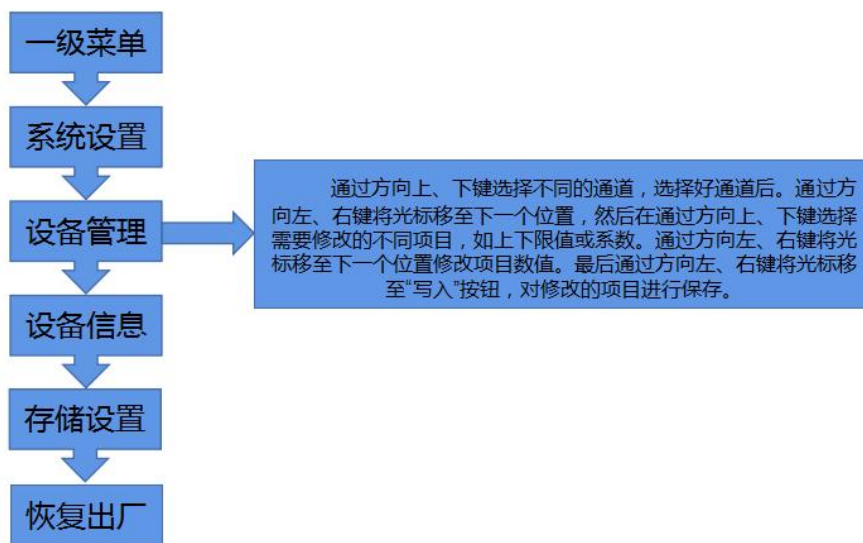 一级菜单
系统设置
设备管理
通过方向上、下键选择不同的通道，选择好通道后。通过方
向左、右键将光标移至下一个位置，然后在通过方向上、下键选择
需要修改的不同项目，如上下限值或系数。通过方向左、右键将光
标移至下一个位置修改项目数值。最后通过方向左、右键将光标移
至“写入”按钮，对修改的项目进行保存。
设备信息
存储设置
恢复出厂